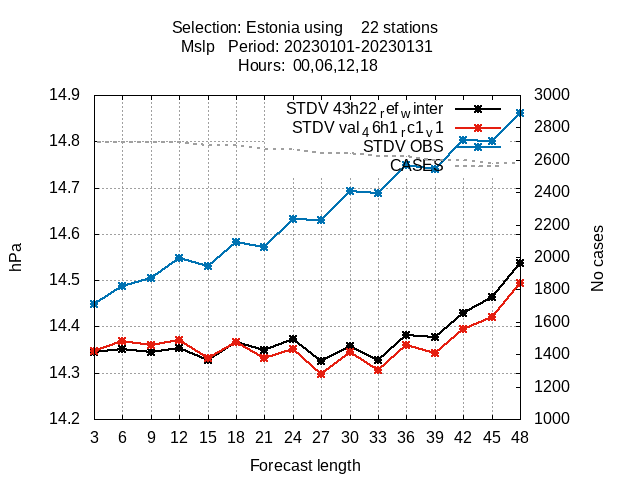 Selection: Estonia using 22 stations
Mslp Period: 20230101-20230131
Hours: 00,06,12,18
STDV 43h22refwinter
STDV val46h1rc1v1
STDV OBS
CASES
14.9
14.8
14.7
14.6
14.5
14.4
14.3
14.2
hPa
3000
2800
2600
2400
2200
2000
1800
1600
1400
1200
1000
No cases
3 6 9 12 15 18 21 24 27 30 33 36 39 42 45 48
Forecast length